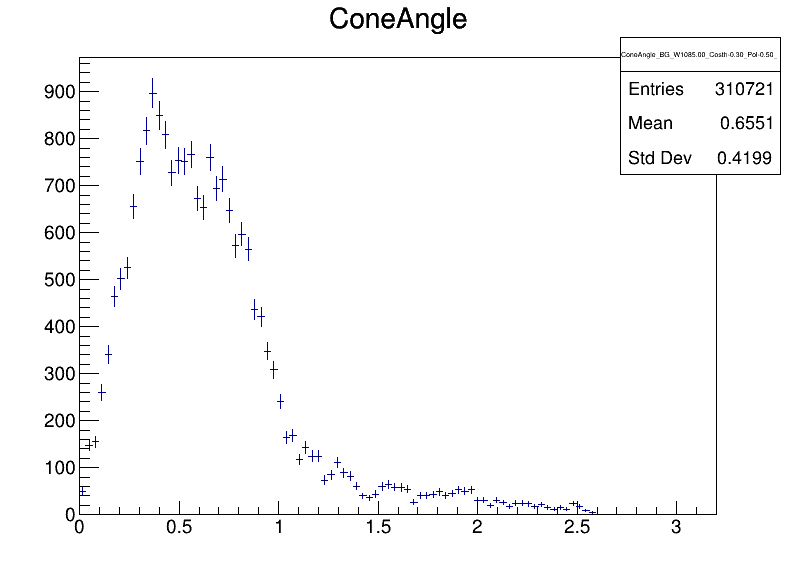 ConeAngle
ConeAngle_BG_W1085.00_Costh-0.30_Pol-0.50_
Entries 310721
Mean 0.6551
Std Dev 0.4199
900
800
700
600
500
400
300
200
100
0
0 0.5 1 1.5 2 2.5 3